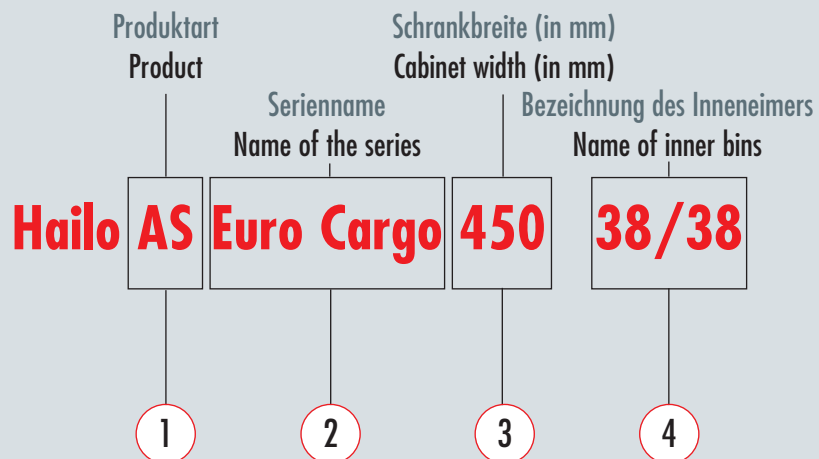 Produktart
Product
Schrankbreite (in mm)
Cabinet width (in mm)
Serienname
Name of the series
Bezeichnung des Inneneimers
Name of inner bins
Hailo AS Euro Cargo 450 38/38
1 2 3 4